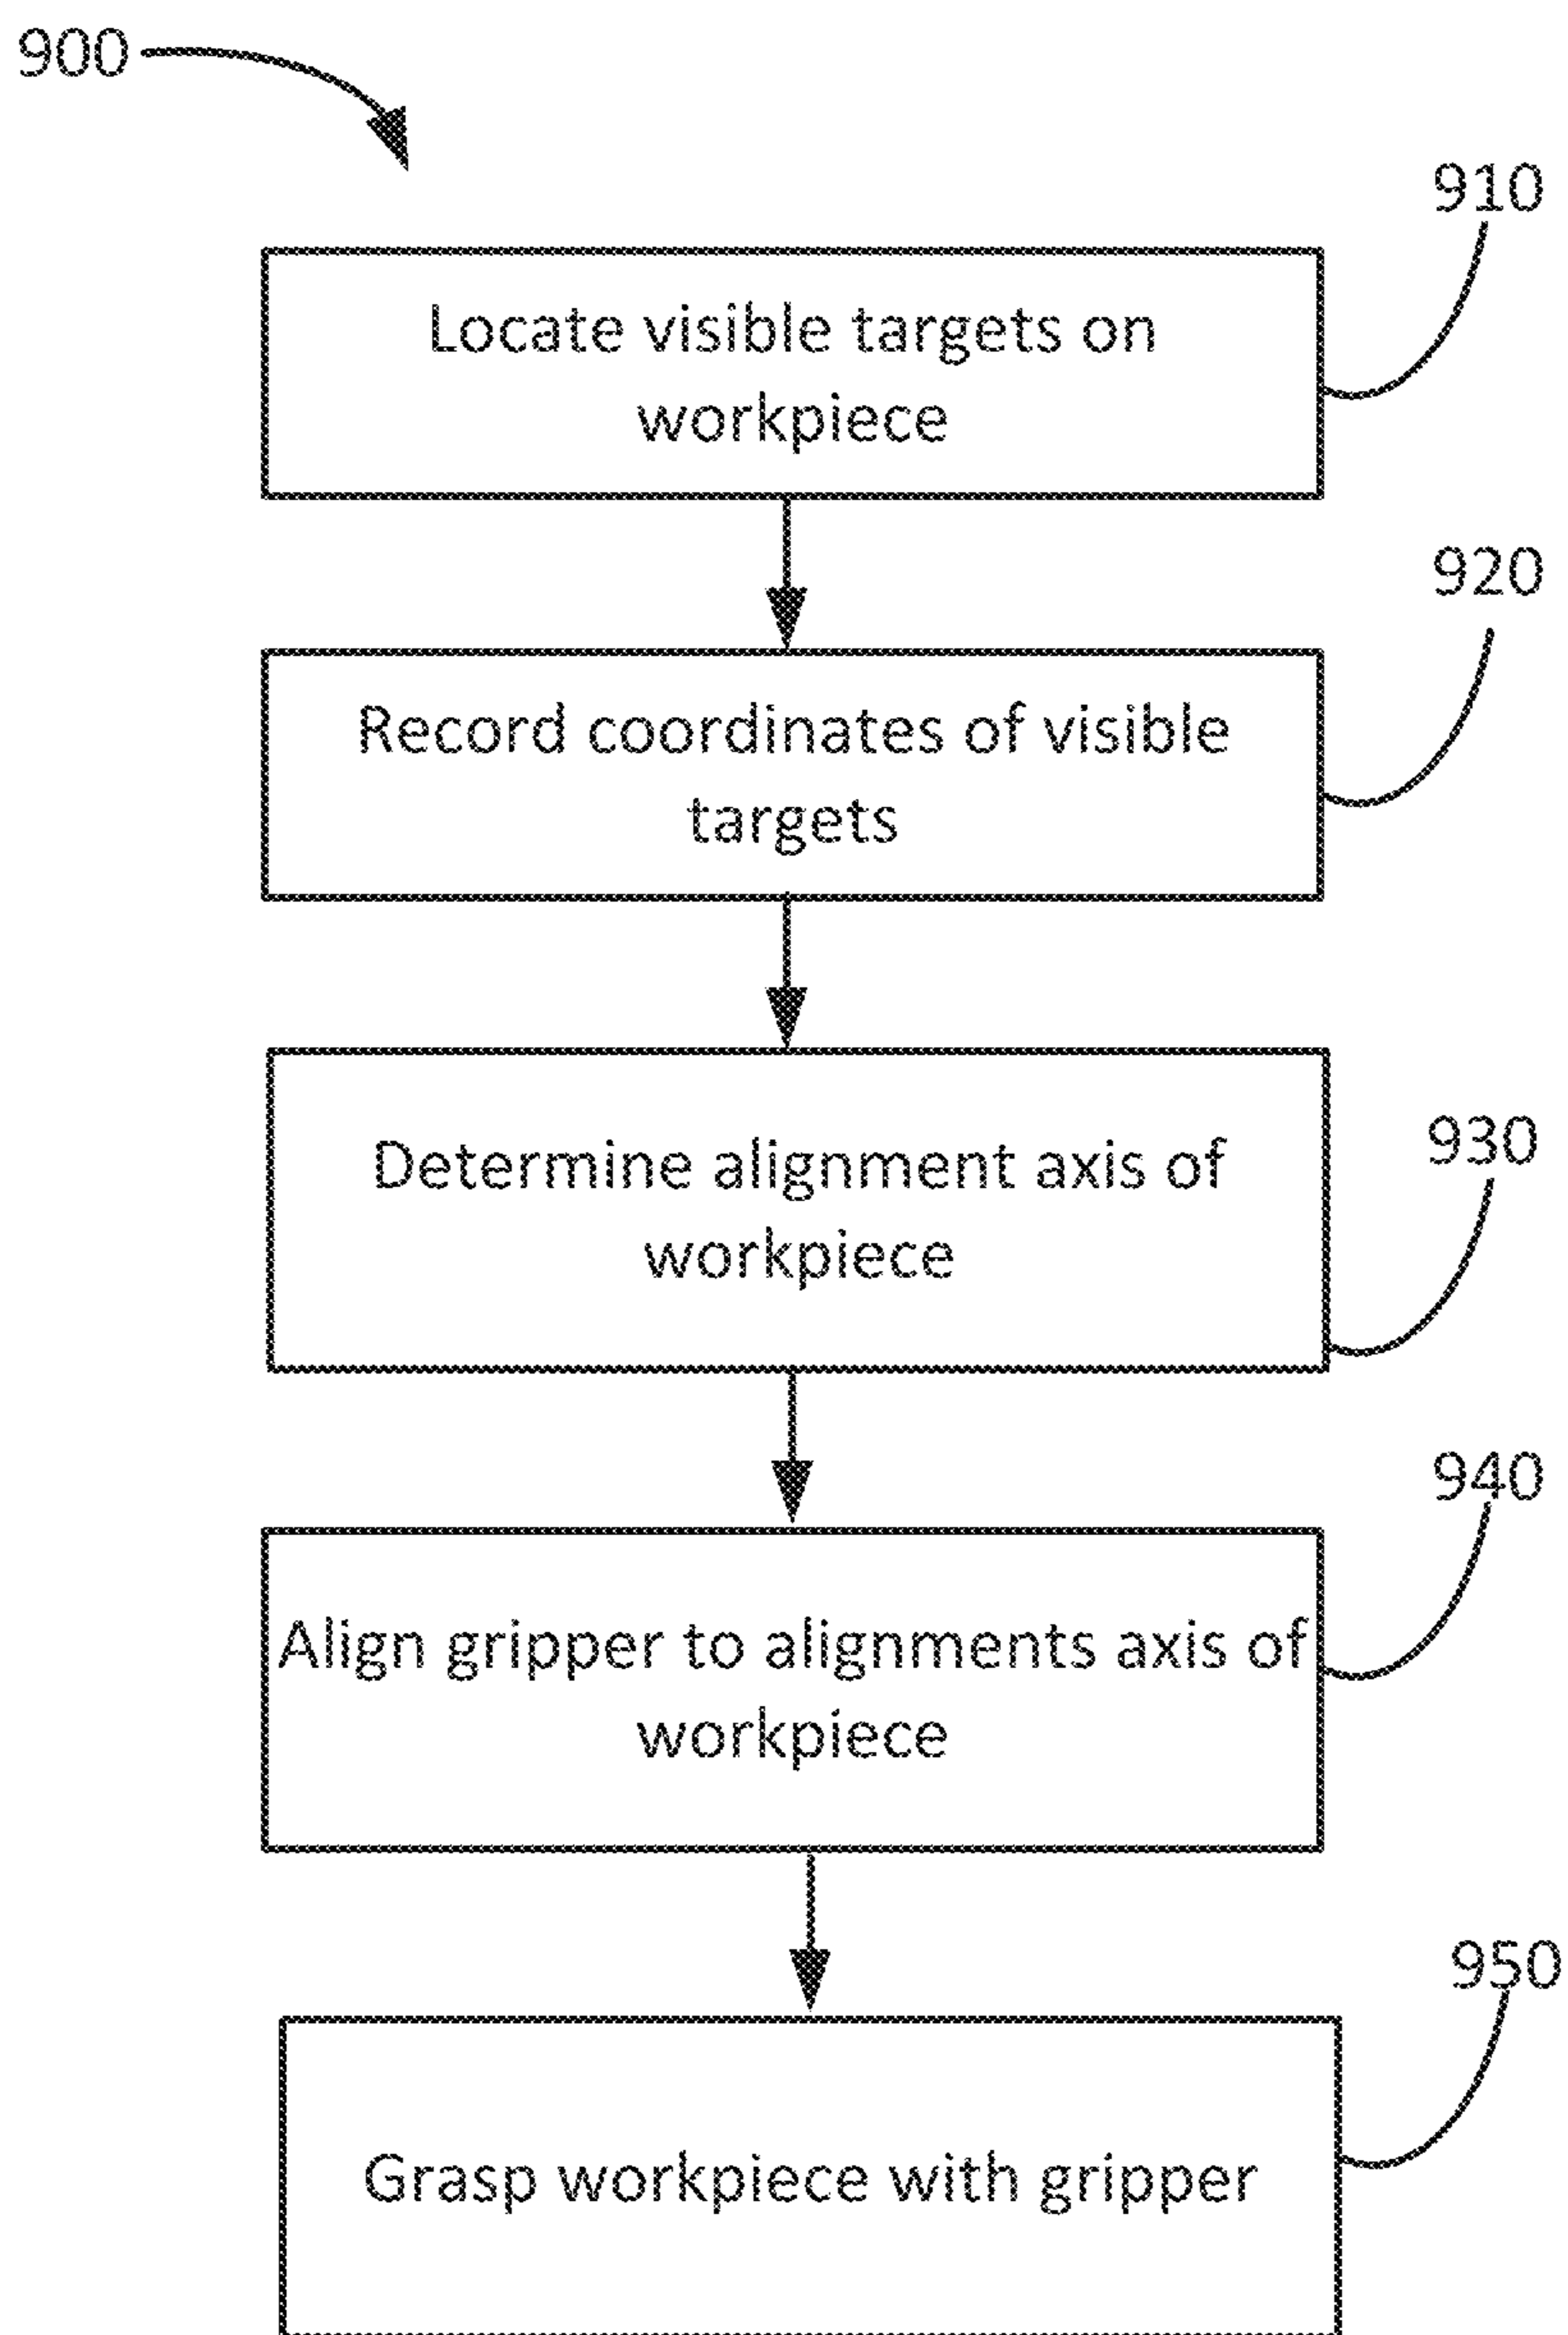 900
910
Locate visible targets on
workpiece
920
Record coordinates of visible
targets
930
Determine alignment axis of
workpiece
940
Align gripper to alignments axis of
workpiece
950
Grasp workpiece with gripper